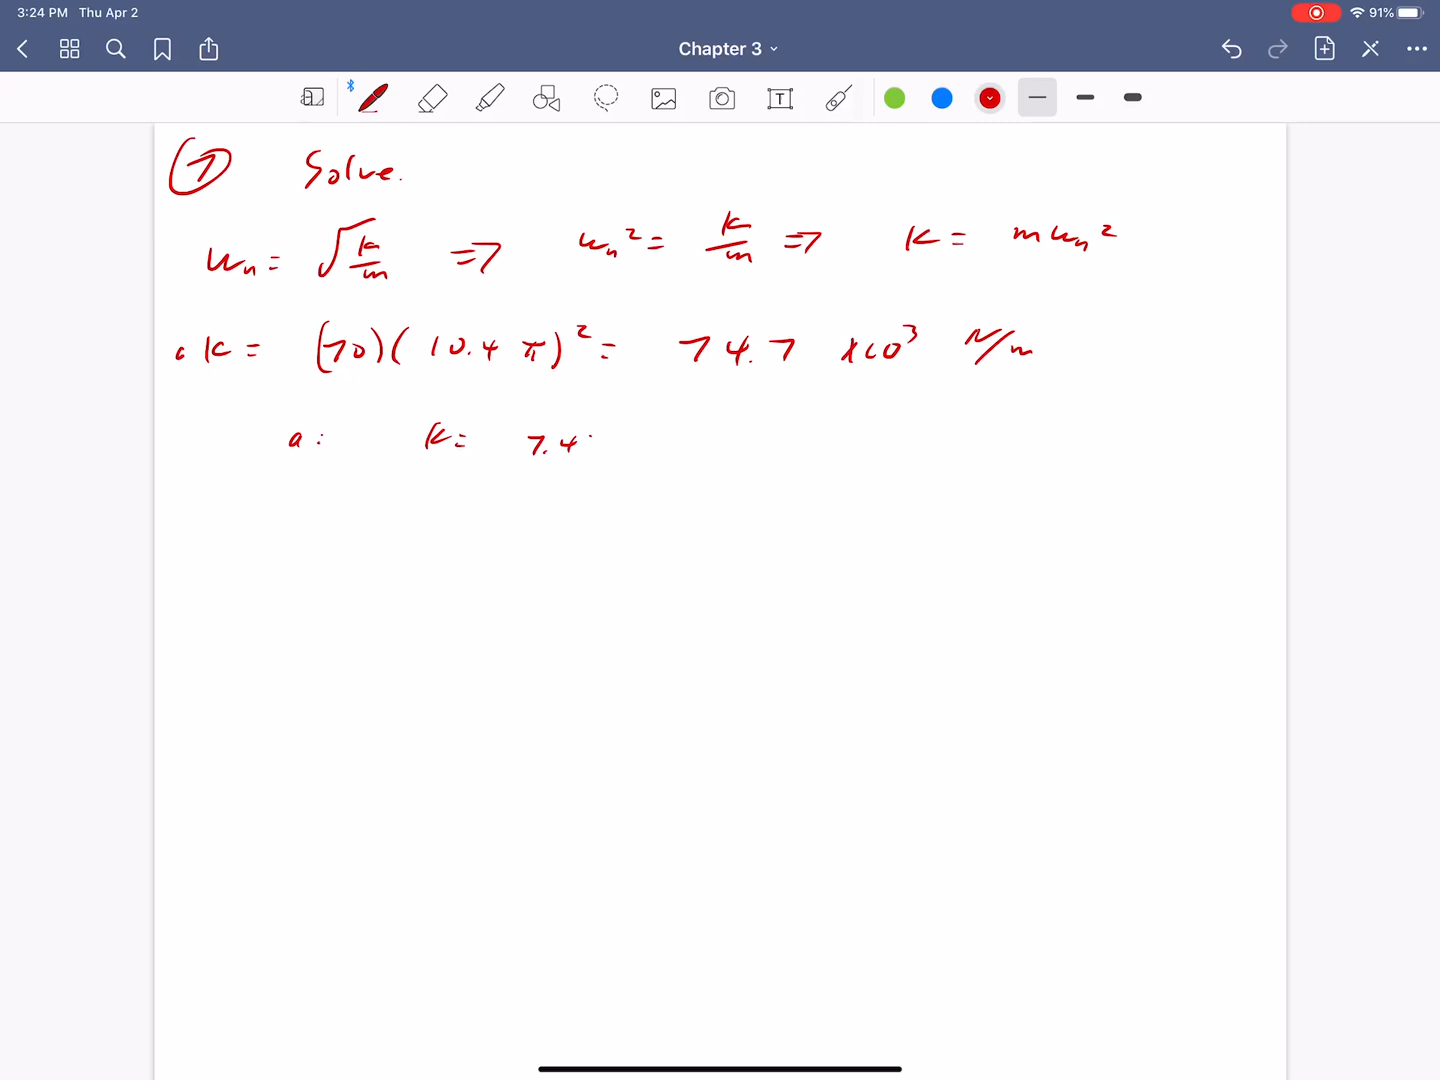 3:24 PM Thu Apr 2
91%
Chapter 3
⑦ Solve.
ωn = √(k/m) ⇒ ωn² = k/m ⇒ k = mωn²
k = (70)(10.4 π)² = 74.7 x10³ N/m
a: k = 7.4